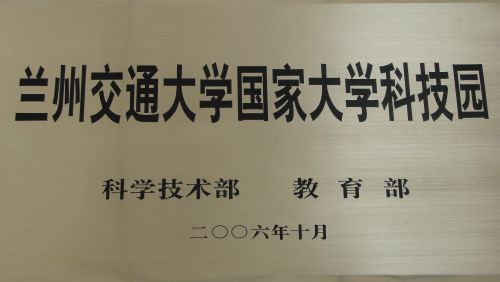 兰州交通大学国家大学科技园
科学技术部 教育部
二〇〇六年十月